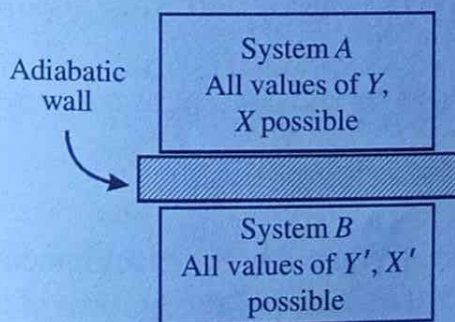 System A
All values of Y,
X possible
Adiabatic
wall
System B
All values of Y′, X′
possible